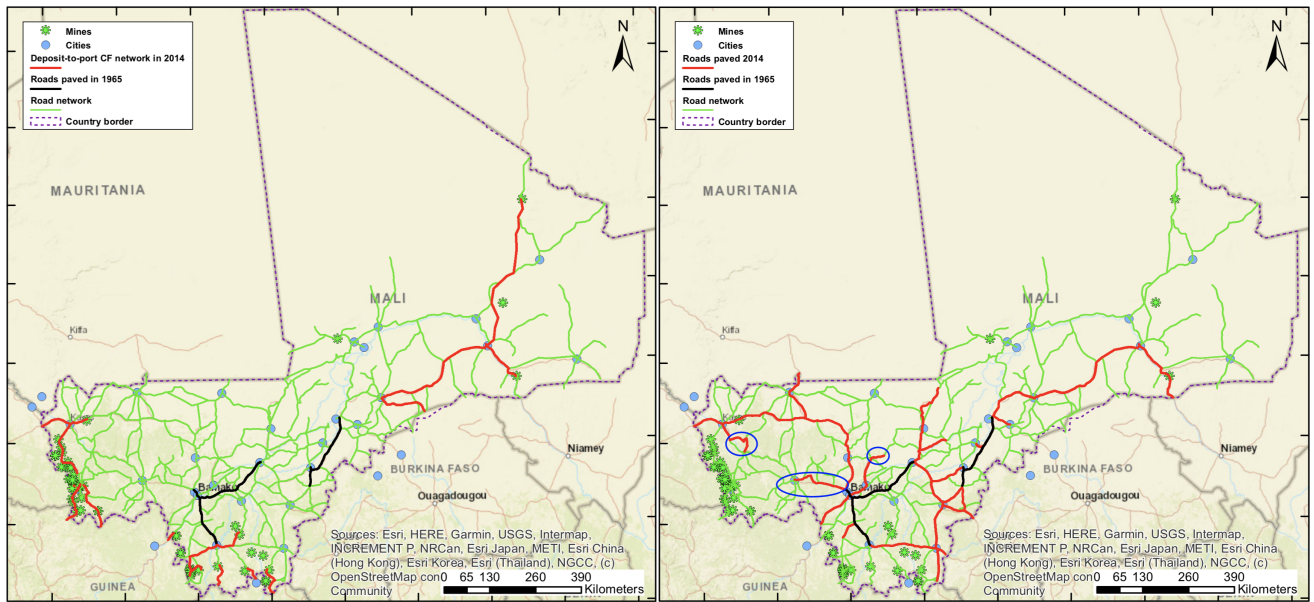 Mines
Cities
Deposit-to-port CF network in 2014
Roads paved in 1965
Road network
Country border
N
MAURITANIA
MALI
Kiffa
Kayes
Niamey
BURKINA FASO
Bamako
Ouagadougou
GUINEA
Sources: Esri, HERE, Garmin, USGS, Intermap,
INCREMENT P, NRCan, Esri Japan, METI, Esri China
(Hong Kong), Esri Korea, Esri (Thailand), NGCC, (c)
OpenStreetMap con
Community
0 65 130 260 390
Kilometers
Mines
Cities
Roads paved 2014
Roads paved in 1965
Road network
Country border
N
MAURITANIA
MALI
Kiffa
Niamey
BURKINA FASO
Bamako
Ouagadougou
GUINEA
Sources: Esri, HERE, Garmin, USGS, Intermap,
INCREMENT P, NRCan, Esri Japan, METI, Esri China
(Hong Kong), Esri Korea, Esri (Thailand), NGCC, (c)
OpenStreetMap con
Community
0 65 130 260 390
Kilometers